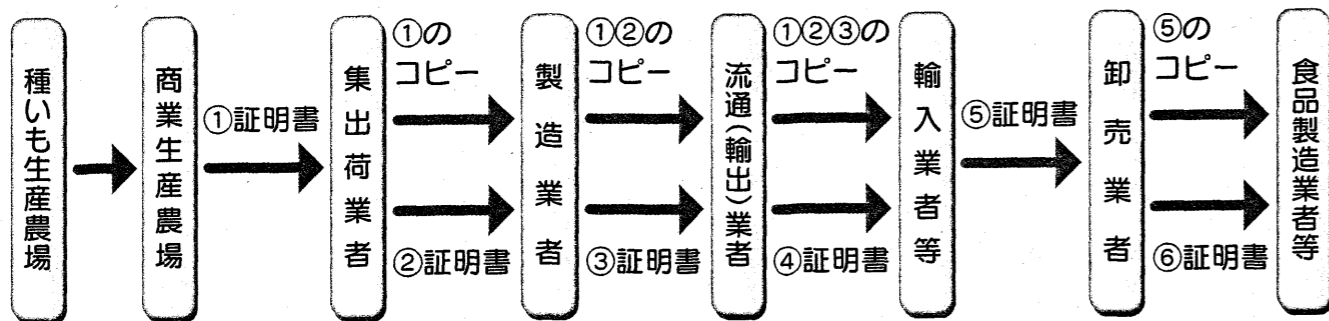 種いも生産農場
商業生産農場
①証明書
集出荷業者
①の
コピー
②証明書
製造業者
①②の
コピー
③証明書
流通(輸出)業者
①②③の
コピー
④証明書
輸入業者等
⑤証明書
卸売業者
⑤の
コピー
⑥証明書
食品製造業者等